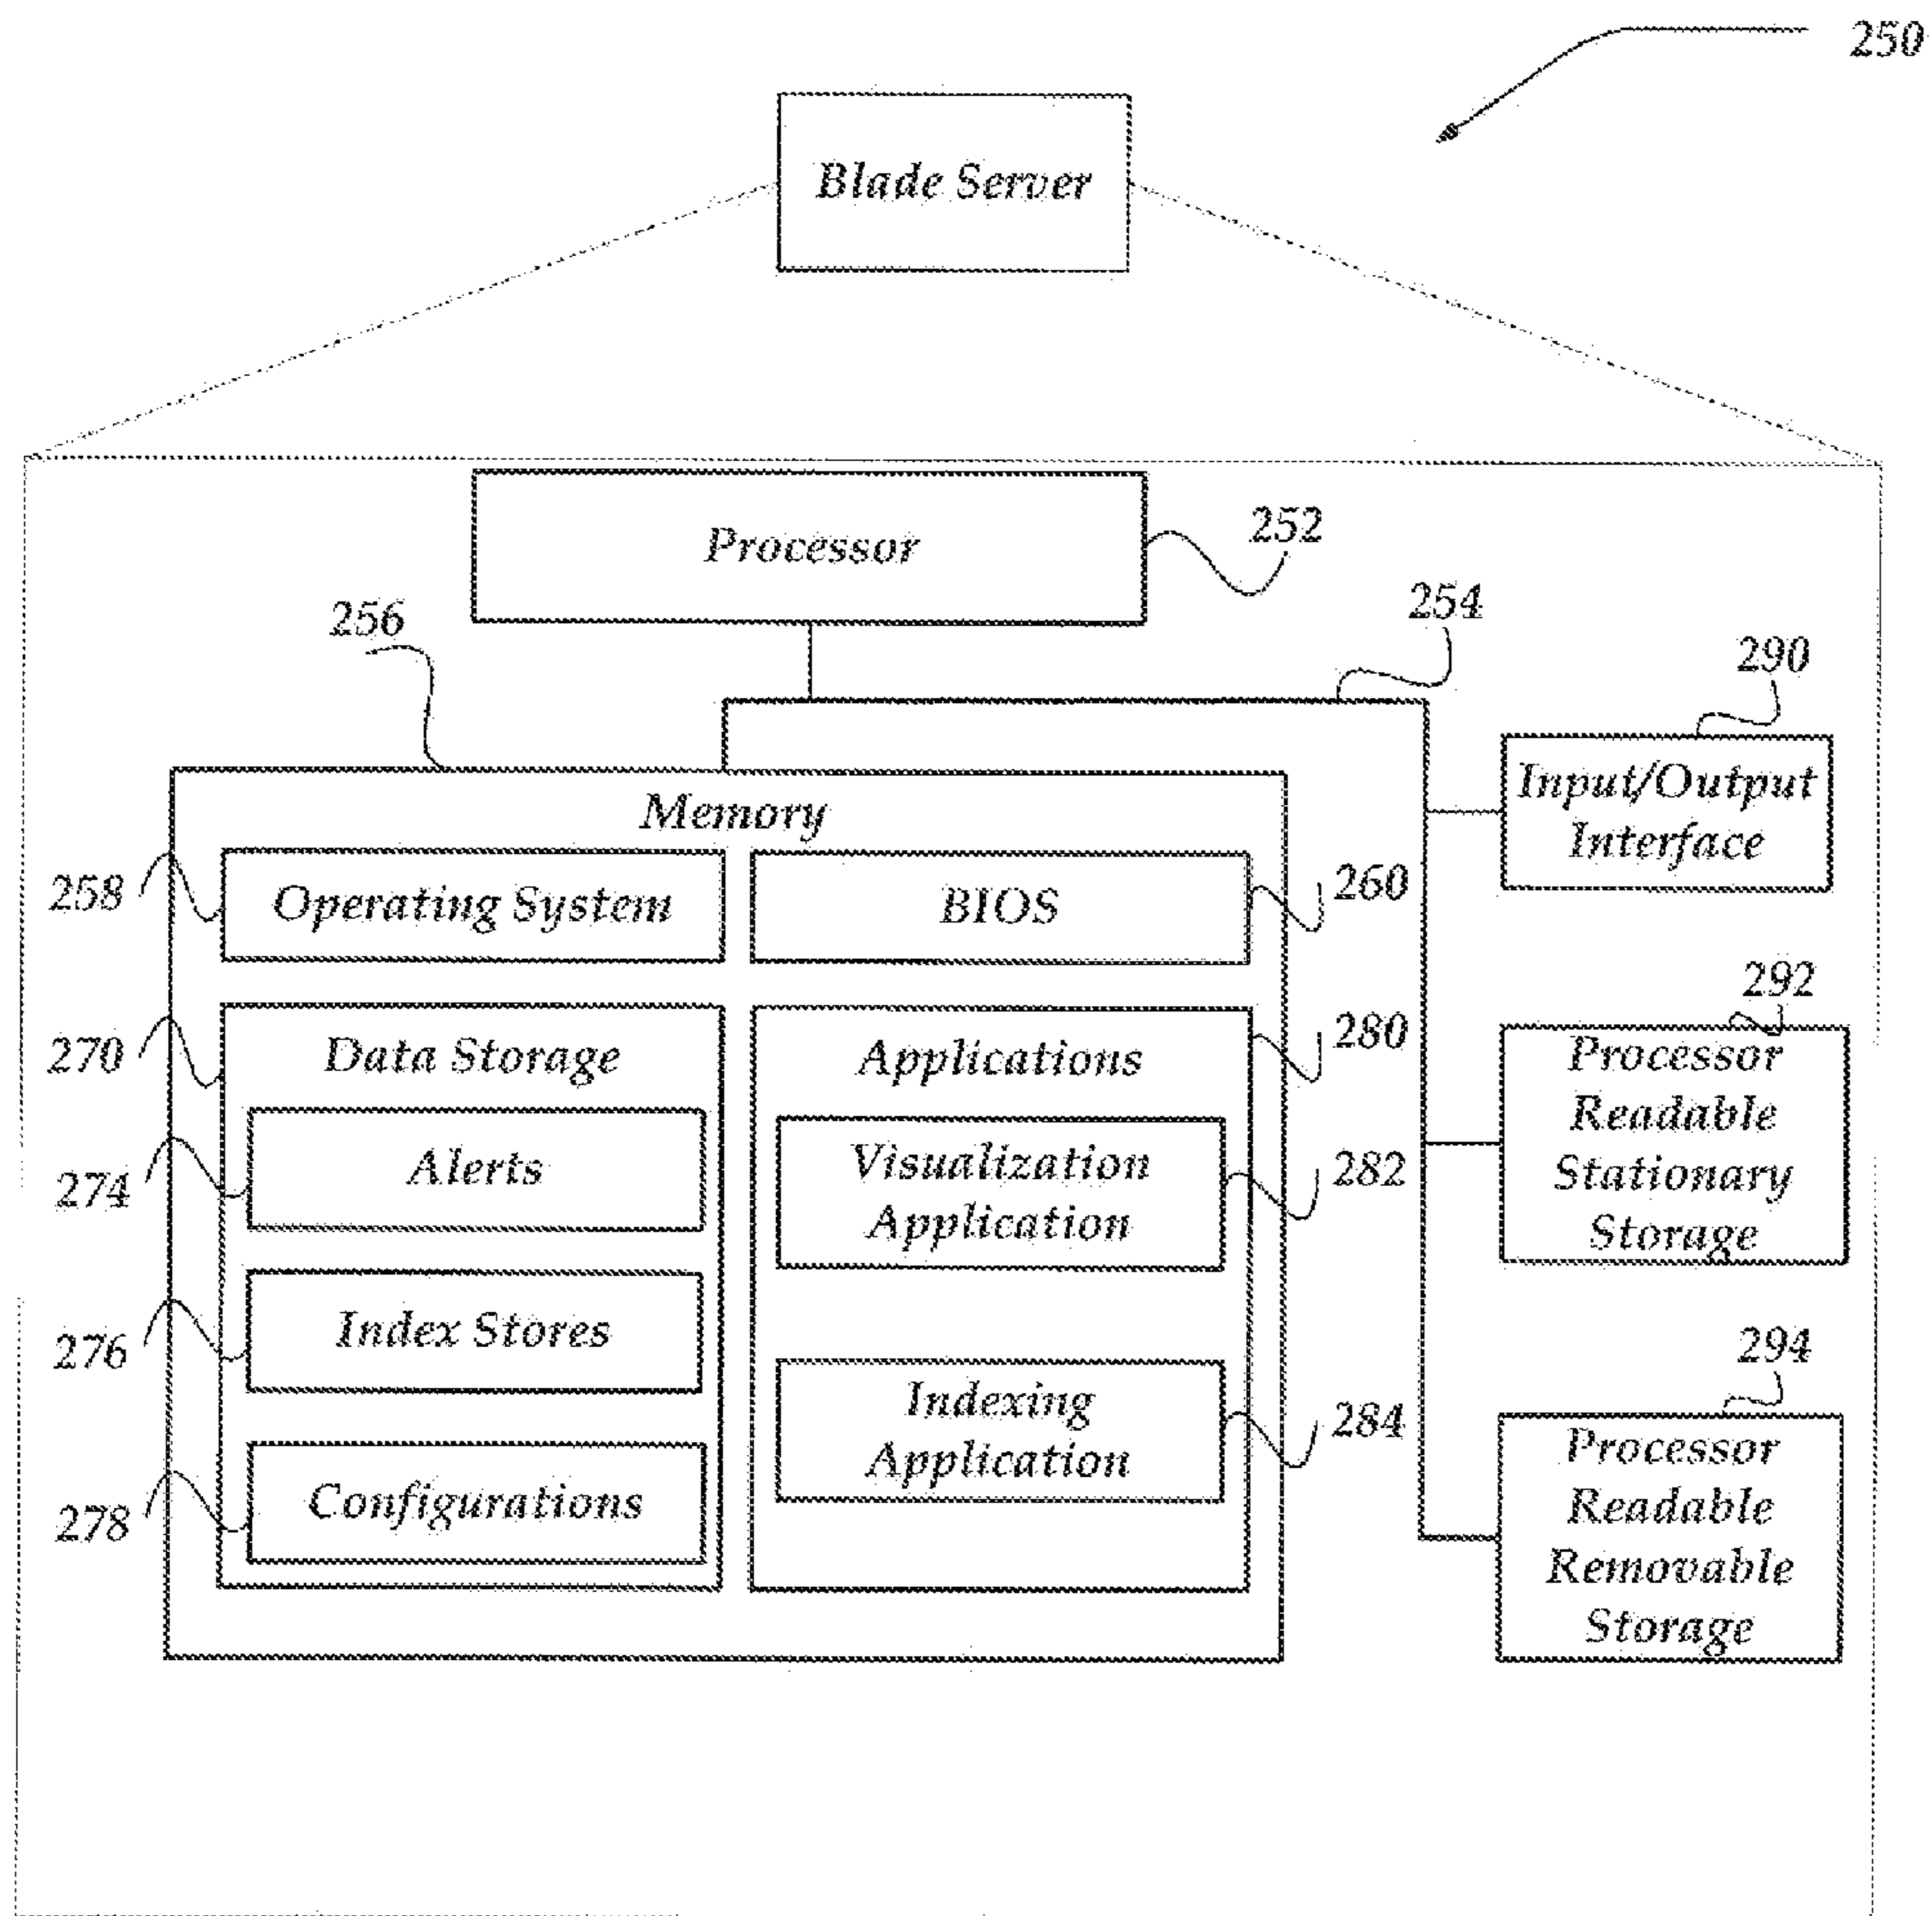 250
Blade Server
Processor
252
256
254
290
Input/Output
Interface
Memory
258
Operating System
BIOS
260
292
270
Data Storage
Applications
280
Processor
Readable
Stationary
Storage
274
Alerts
Visualization
Application
282
276
Index Stores
294
Indexing
Application
284
Processor
Readable
Removable
Storage
278
Configurations